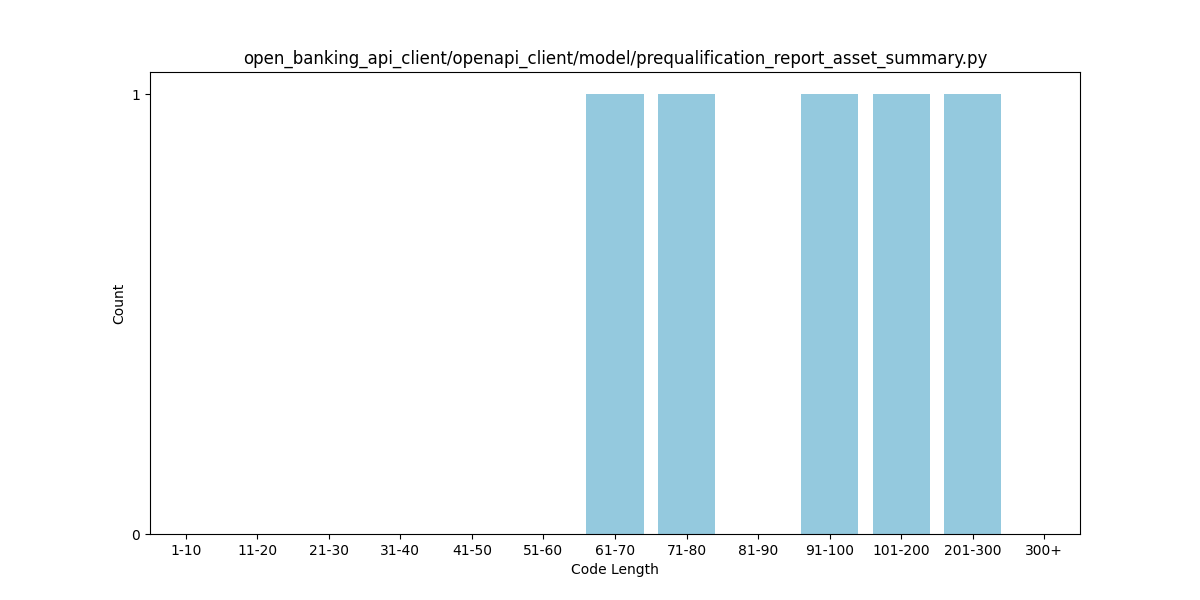 open_banking_api_client/openapi_client/model/prequalification_report_asset_summary.py
1
Count
0
1-10 11-20 21-30 31-40 41-50 51-60 61-70 71-80 81-90 91-100 101-200 201-300 300+
Code Length